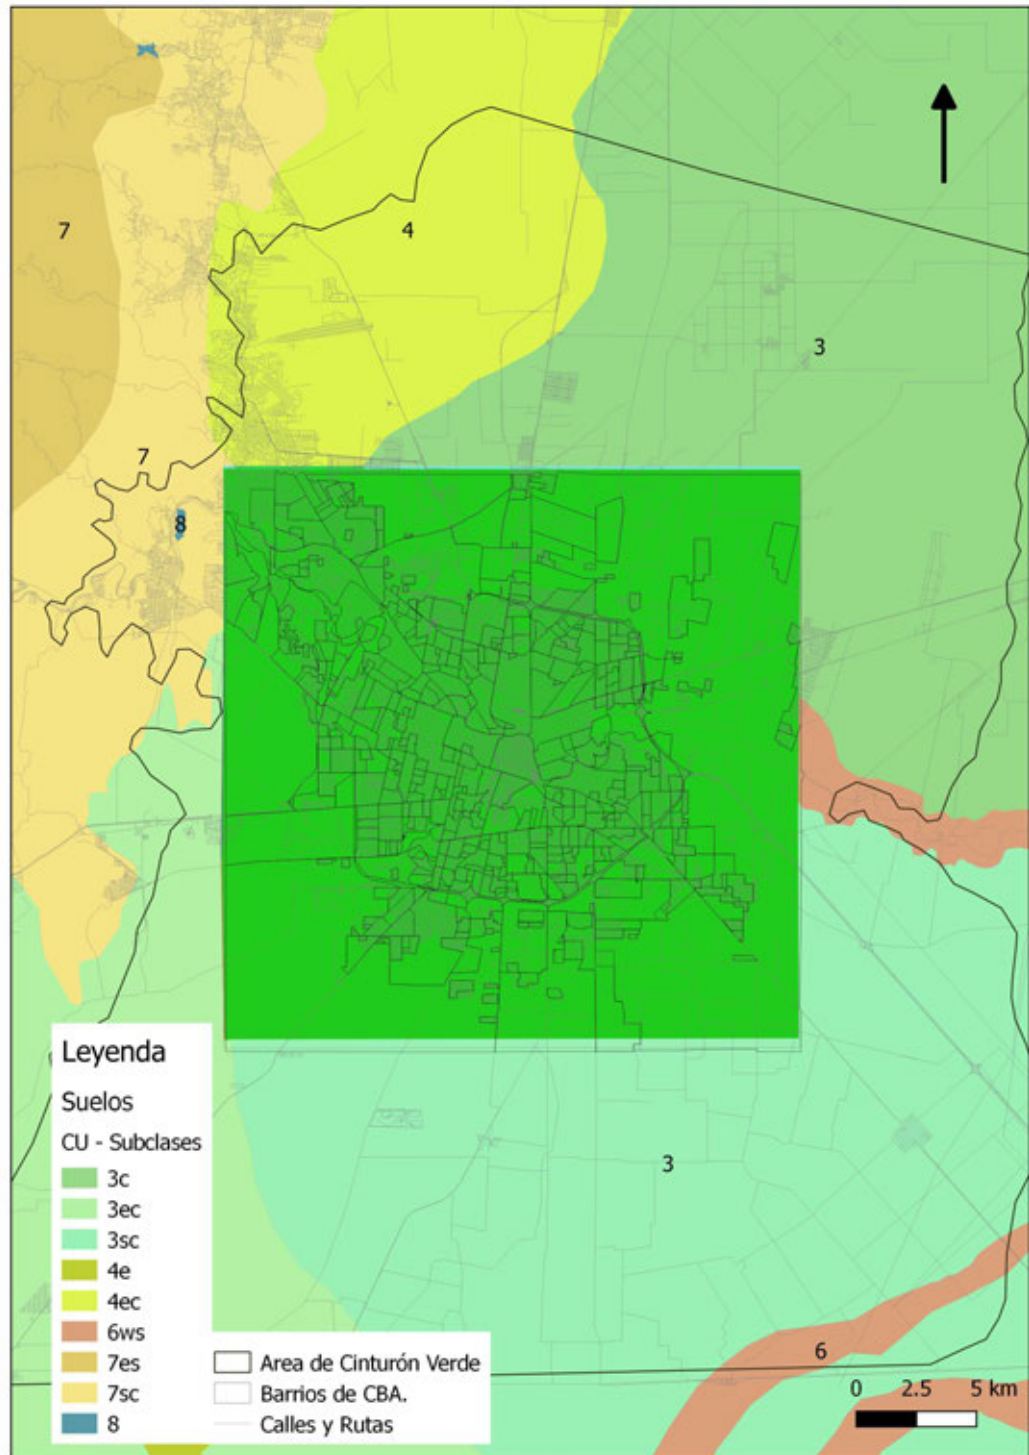 7
4
3
7
8
3
6
Leyenda
Suelos
CU - Subclases
3c
3ec
3sc
4e
4ec
6ws
7es
7sc
8
Area de Cinturón Verde
Barrios de CBA.
Calles y Rutas
0 2.5 5 km